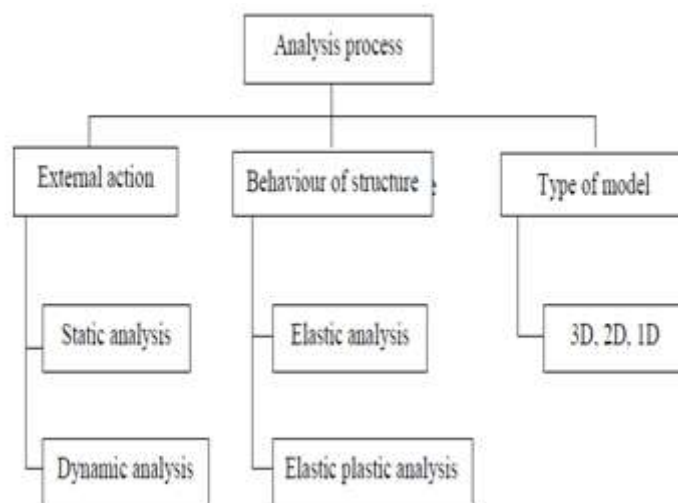 Analysis process
External action
Behaviour of structure
Type of model
Static analysis
Elastic analysis
3D, 2D, 1D
Dynamic analysis
Elastic plastic analysis